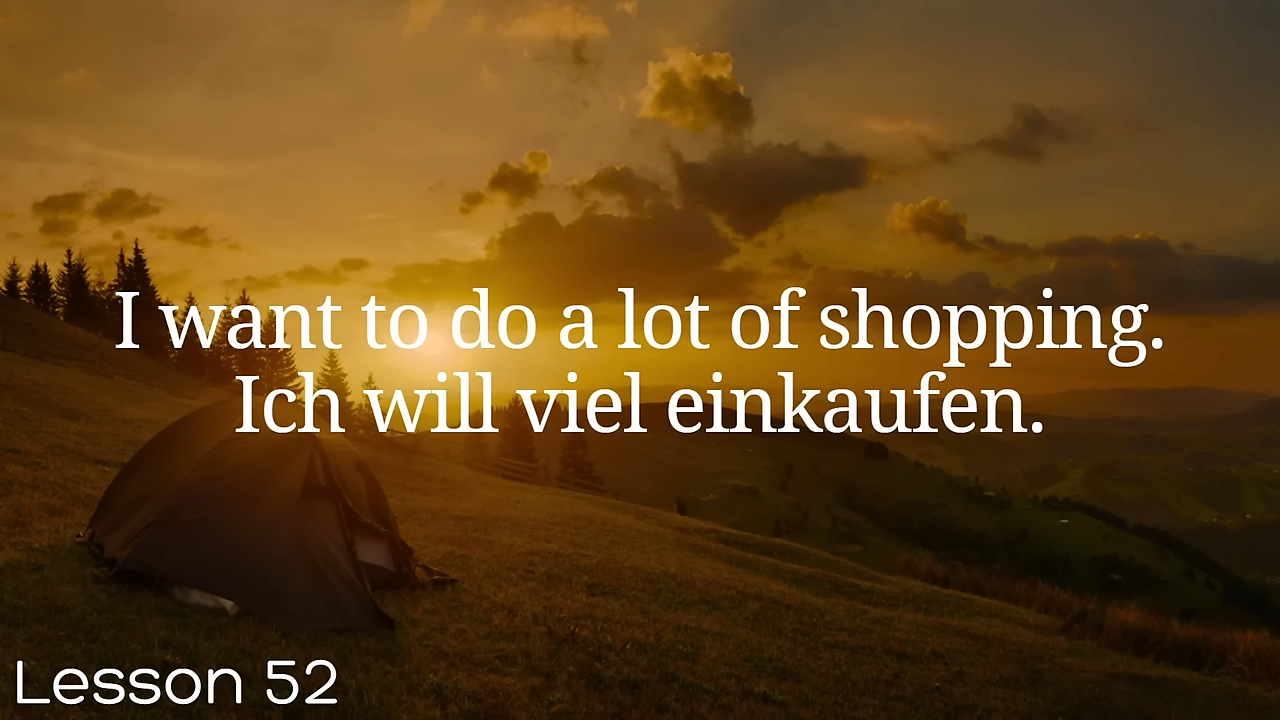 I want to do a lot of shopping.
Ich will viel einkaufen.
Lesson 52